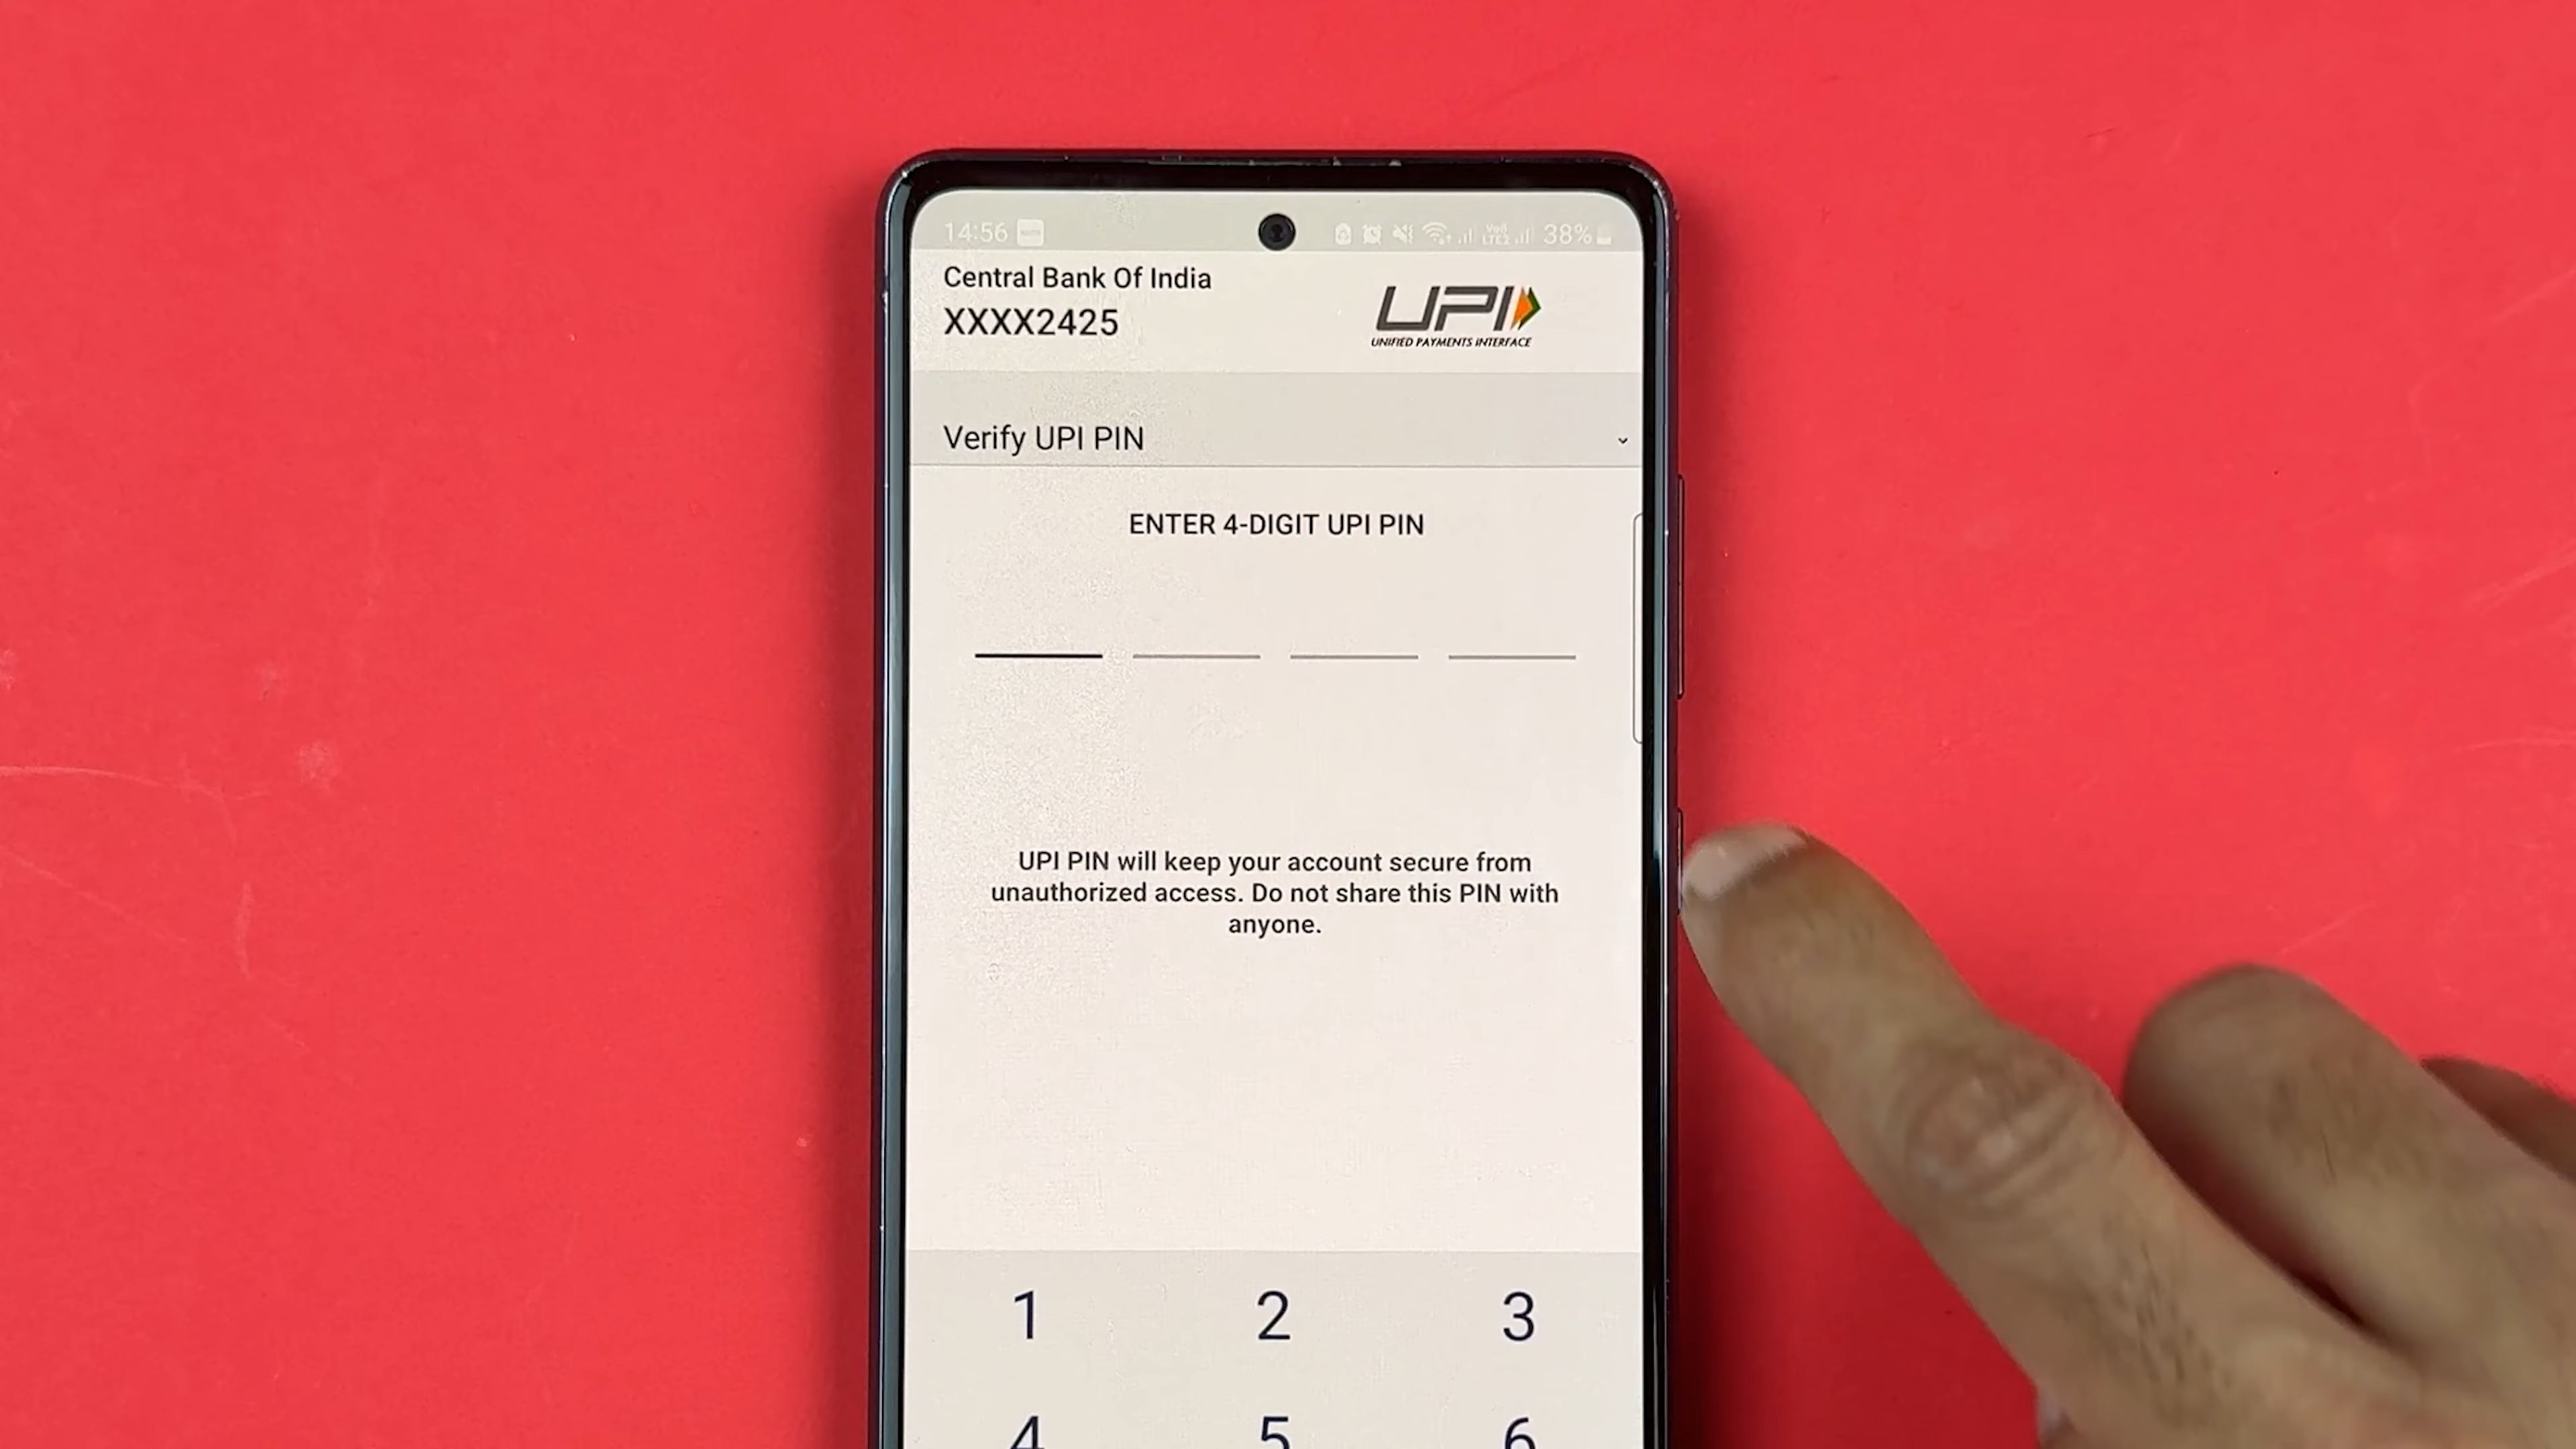 14:56
VoB
LTE2
38%
Central Bank Of India
XXXX2425
UPI
UNIFIED PAYMENTS INTERFACE
Verify UPI PIN
ENTER 4-DIGIT UPI PIN
UPI PIN will keep your account secure from
unauthorized access. Do not share this PIN with
anyone.
1 2 3
4 5 6